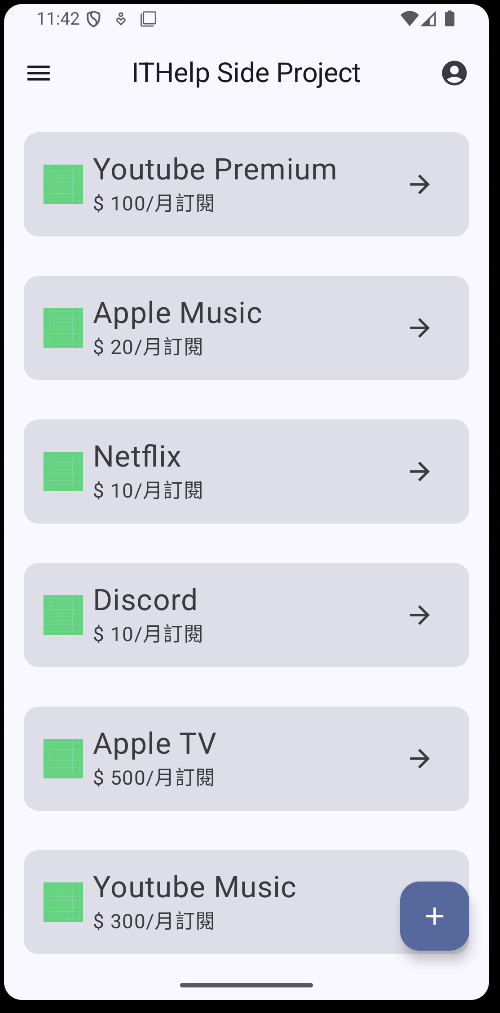 11:42
ITHelp Side Project
Youtube Premium
$ 100/月訂閱
Apple Music
$ 20/月訂閱
Netflix
$ 10/月訂閱
Discord
$ 10/月訂閱
Apple TV
$ 500/月訂閱
Youtube Music
$ 300/月訂閱